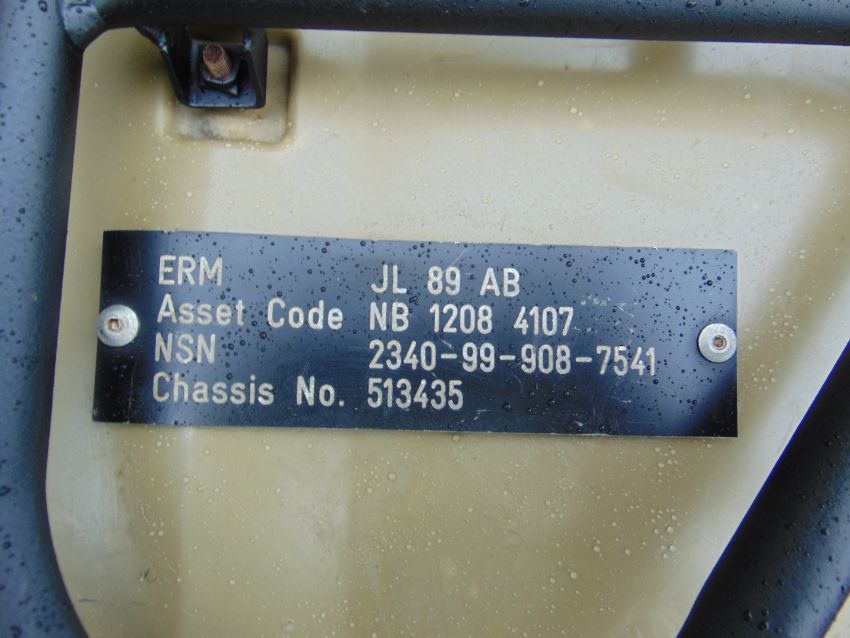 ERM JL 89 AB
Asset Code NB 1208 4107
NSN 2340-99-908-7541
Chassis No. 513435